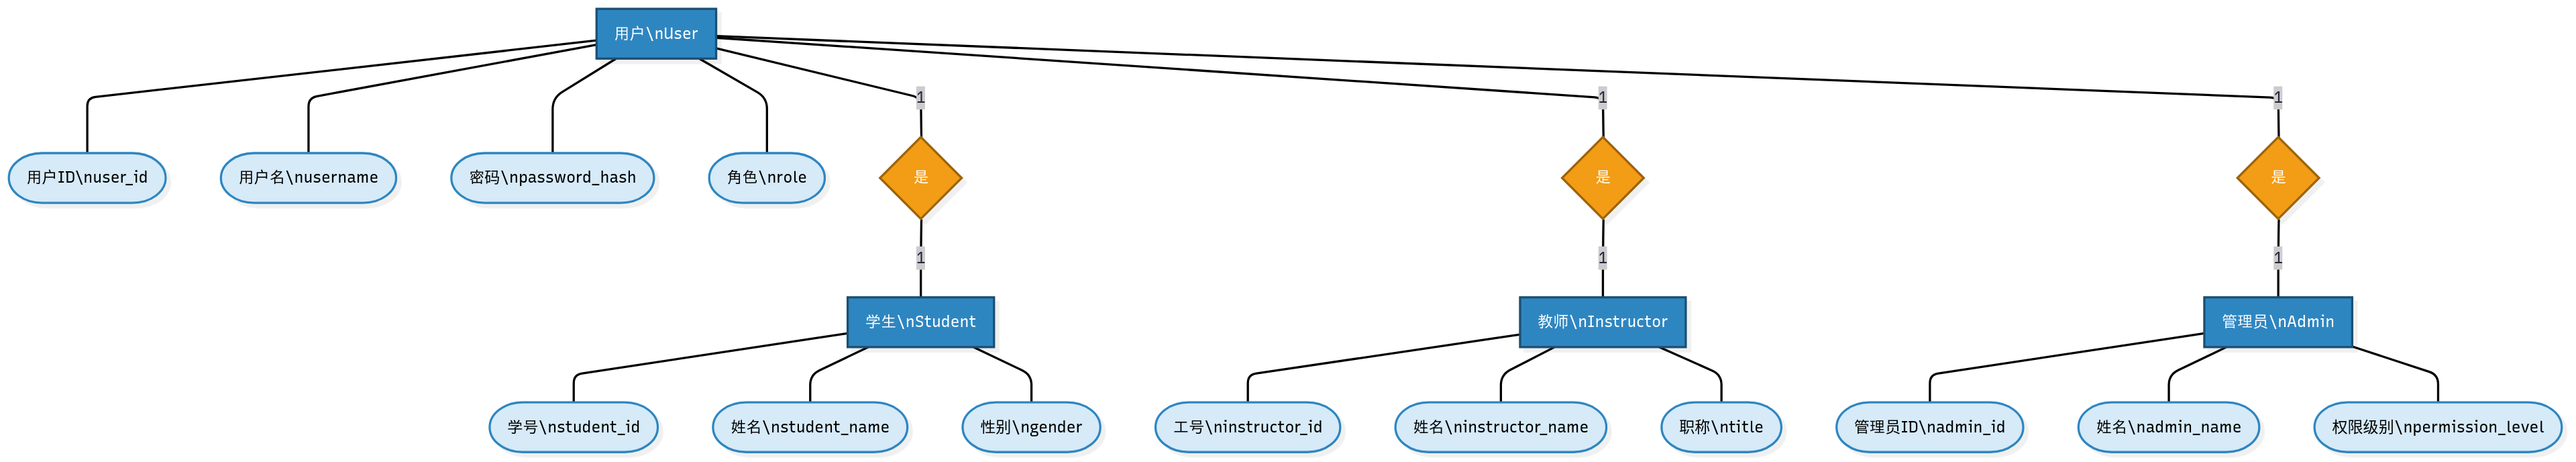 用户\nUser
1
1
1
用户ID\nuser_id
用户名\nusername
密码\npassword_hash
角色\nrole
是
是
是
1
1
1
学生\nStudent
教师\nInstructor
管理员\nAdmin
学号\nstudent_id
姓名\nstudent_name
性别\ngender
工号\ninstructor_id
姓名\ninstructor_name
职称\ntitle
管理员ID\nadmin_id
姓名\nadmin_name
权限级别\npermission_level